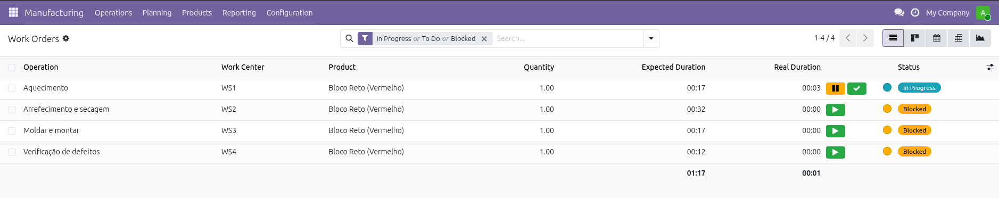 Manufacturing Operations Planning Products Reporting Configuration My Company A
Work Orders In Progress or To Do or Blocked Search... 1-4 / 4
Operation Work Center Product Quantity Expected Duration Real Duration Status
Aquecimento WS1 Bloco Reto (Vermelho) 1.00 00:17 00:03 In Progress
Arrefecimento e secagem WS2 Bloco Reto (Vermelho) 1.00 00:32 00:00 Blocked
Moldar e montar WS3 Bloco Reto (Vermelho) 1.00 00:17 00:00 Blocked
Verificação de defeitos WS4 Bloco Reto (Vermelho) 1.00 00:12 00:00 Blocked
01:17 00:01